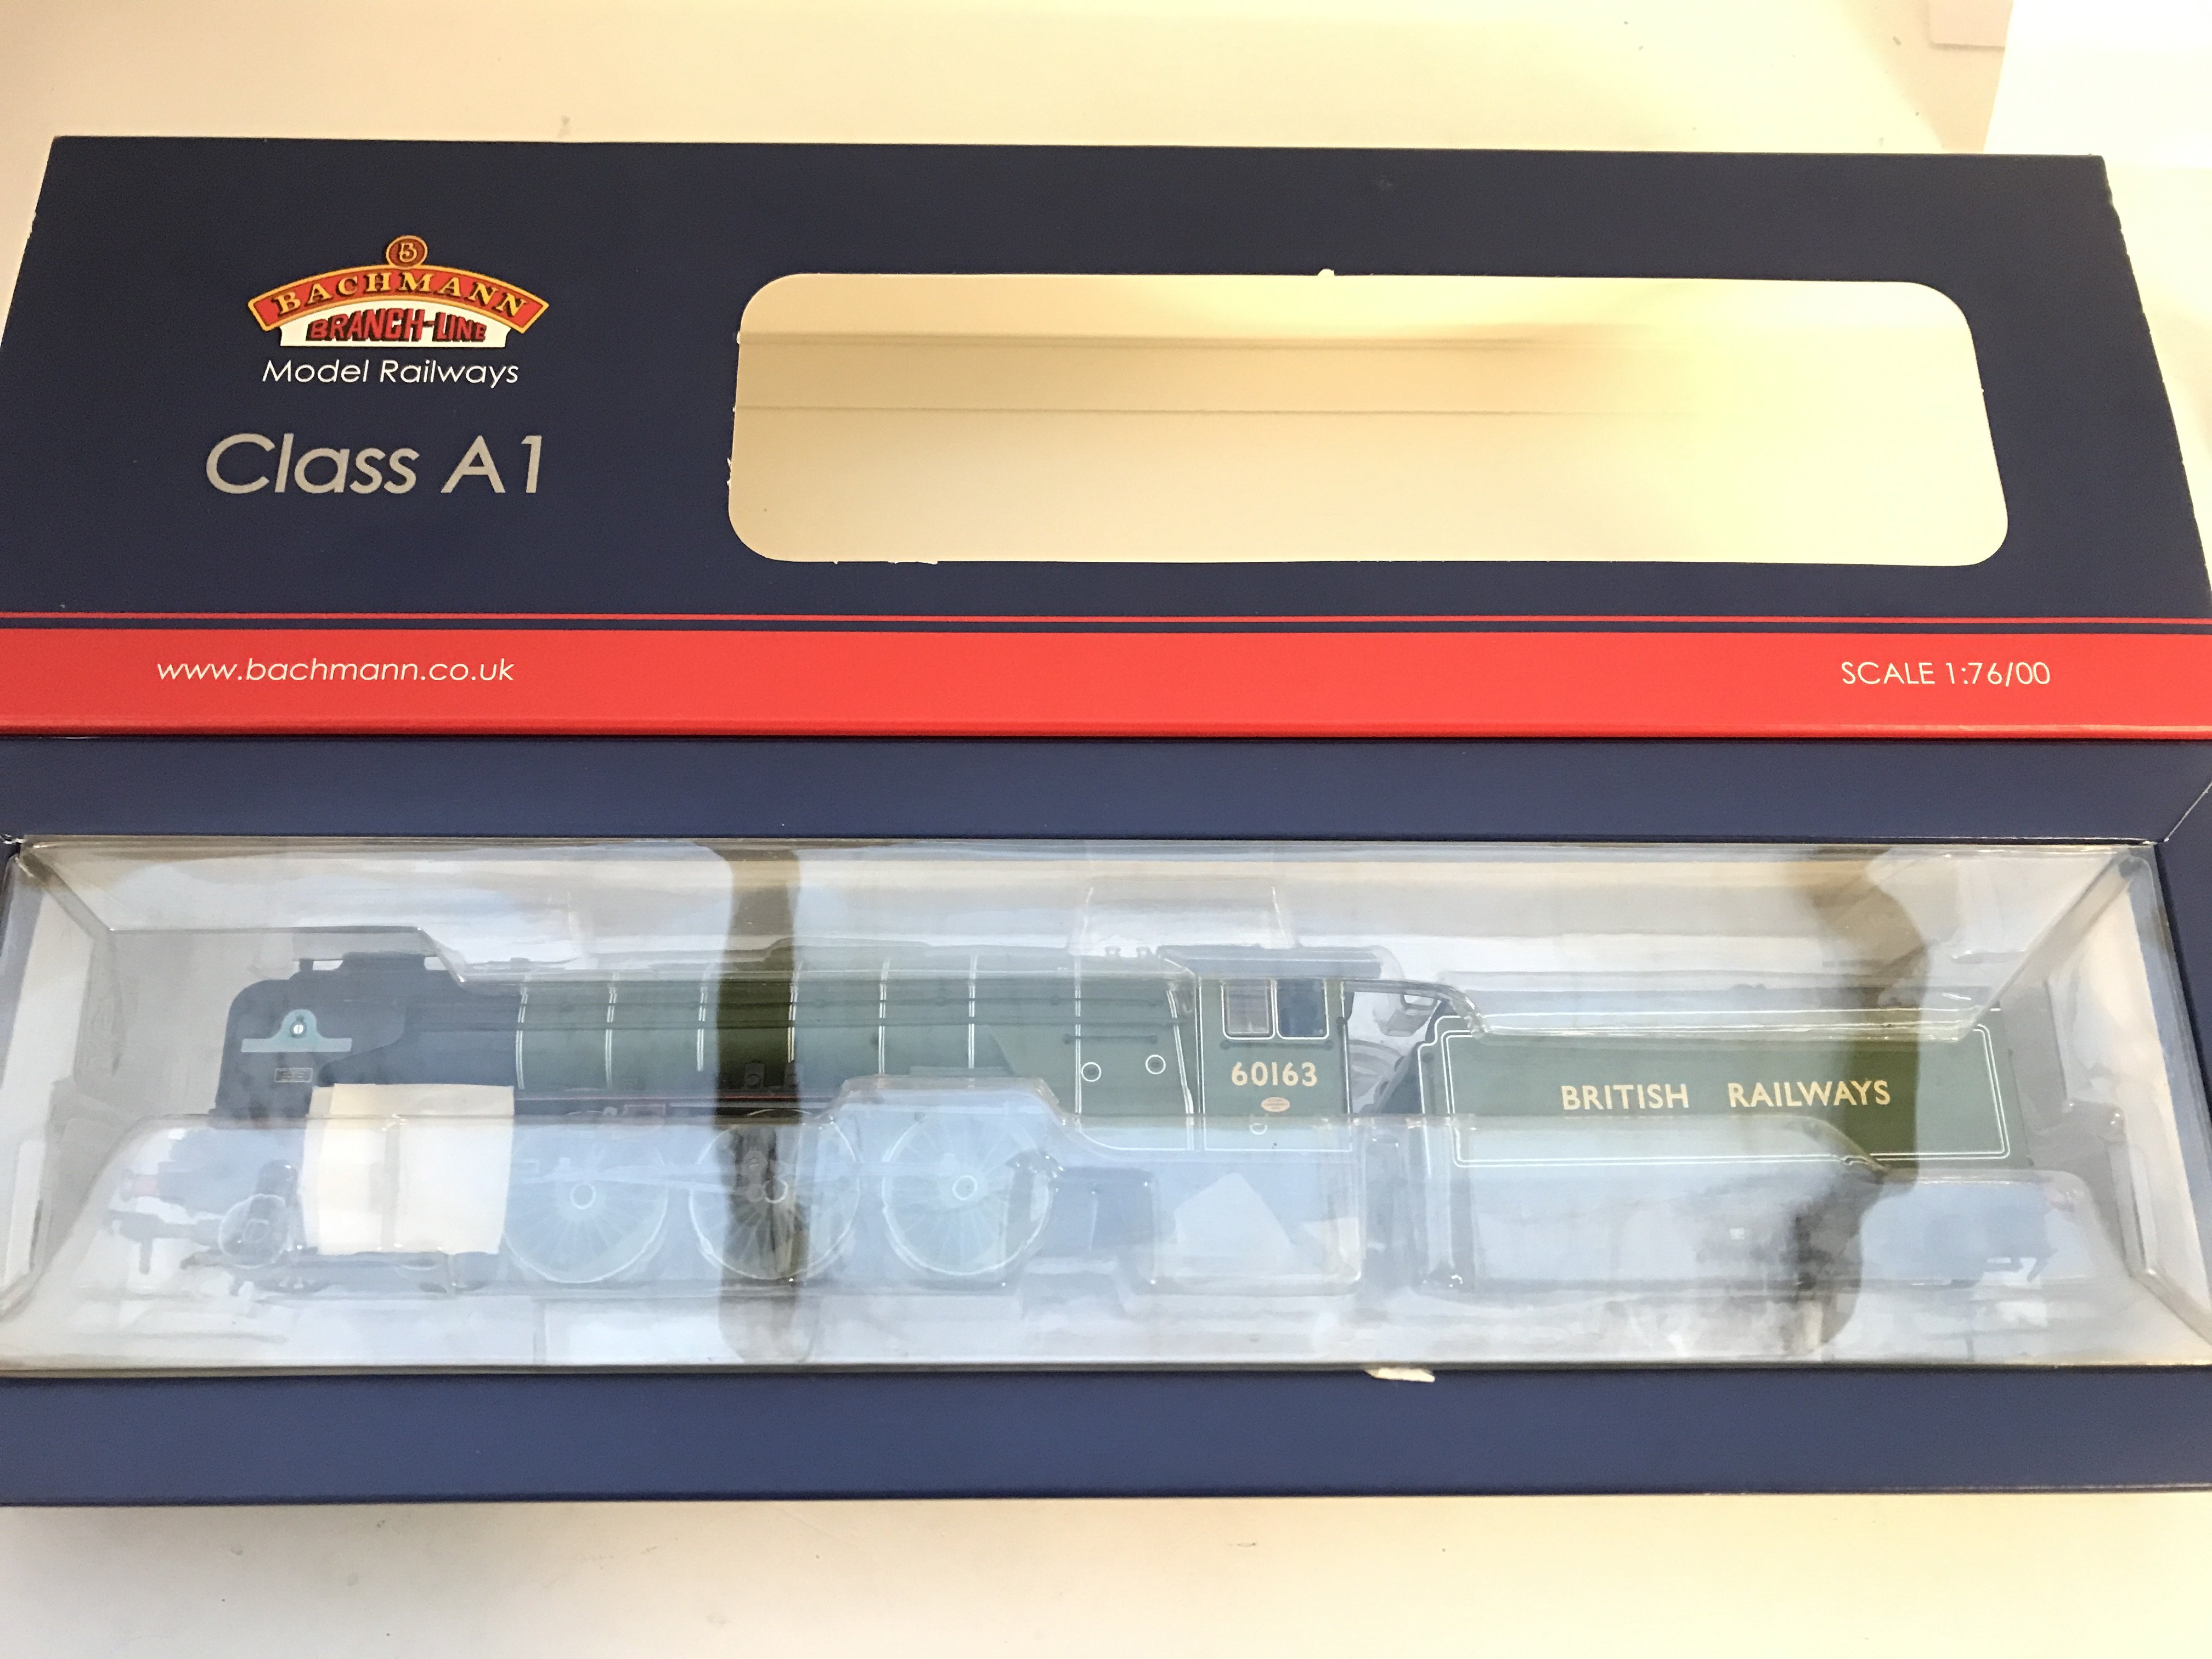 B
BACHMANN
BRANCH-LINE
Model Railways
Class A1
www.bachmann.co.uk
SCALE 1:76/00
60163
BRITISH RAILWAYS